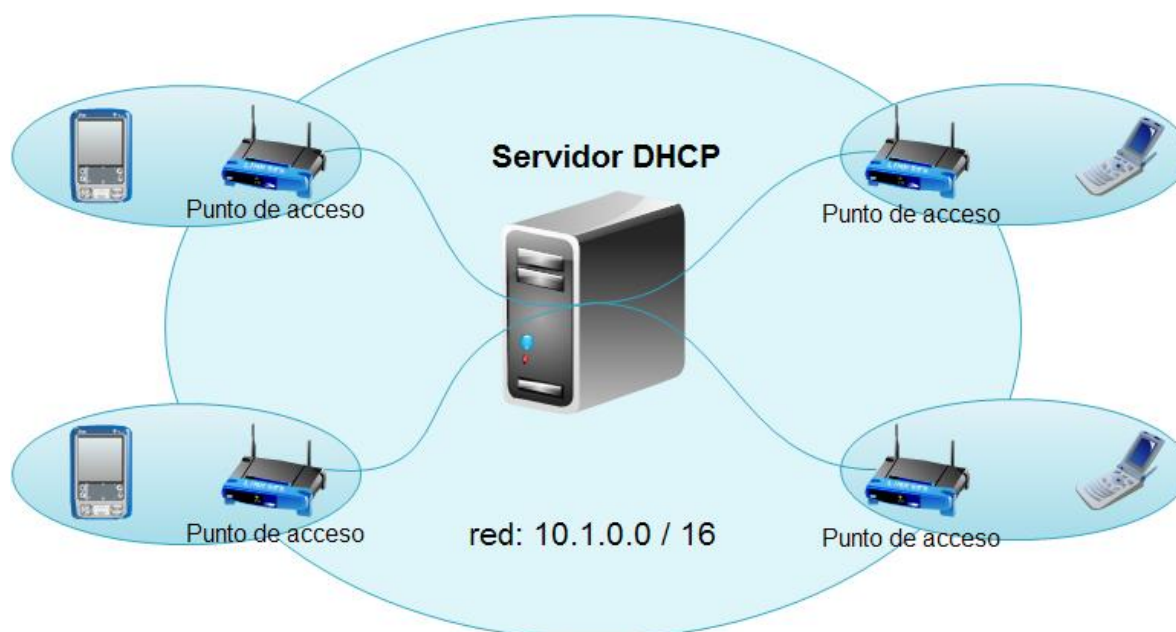 Servidor DHCP
Punto de acceso
Punto de acceso
Punto de acceso
red: 10.1.0.0 / 16
Punto de acceso